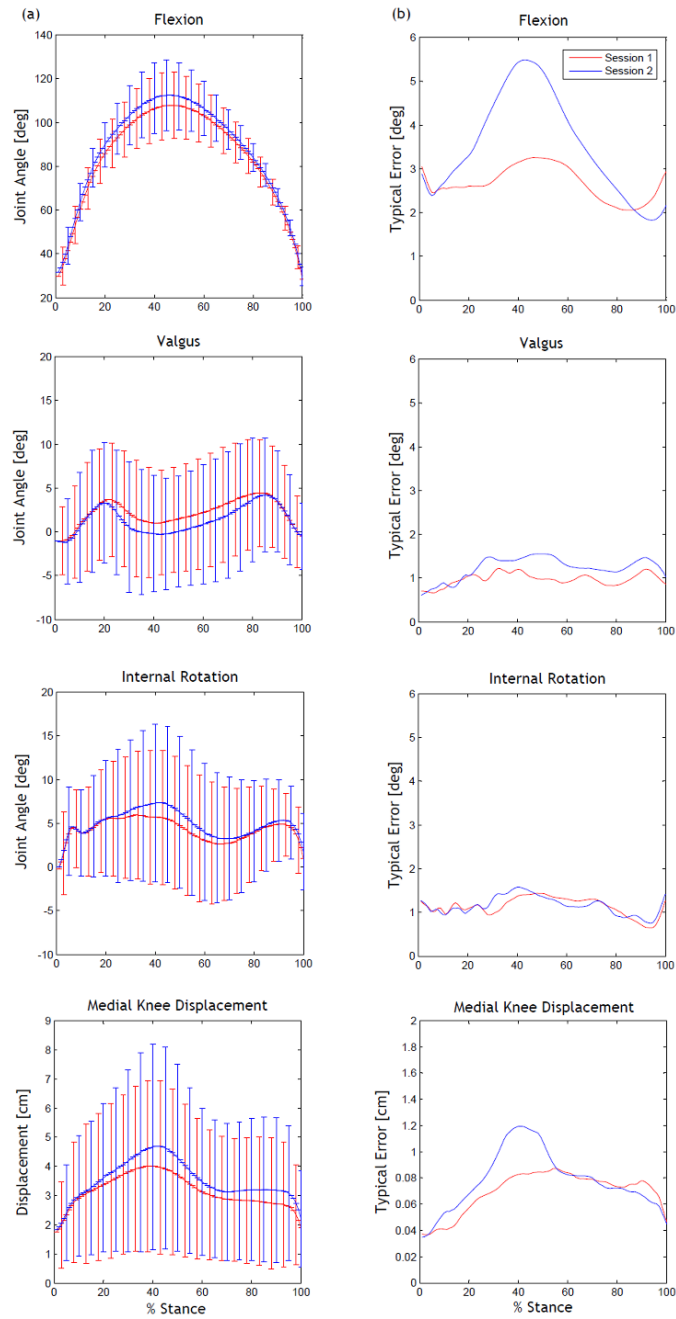 (a)
Flexion
Joint Angle [deg]
140
120
100
80
60
40
20
0 20 40 60 80 100
(b)
Flexion
Typical Error [deg]
6
5
4
3
2
1
0
0 20 40 60 80 100
Session 1
Session 2
Valgus
Joint Angle [deg]
20
15
10
5
0
-5
-10
0 20 40 60 80 100
Valgus
Typical Error [deg]
6
5
4
3
2
1
0
0 20 40 60 80 100
Internal Rotation
Joint Angle [deg]
20
15
10
5
0
-5
-10
0 20 40 60 80 100
Internal Rotation
Typical Error [deg]
6
5
4
3
2
1
0
0 20 40 60 80 100
Medial Knee Displacement
Displacement [cm]
9
8
7
6
5
4
3
2
1
0
0 20 40 60 80 100
% Stance
Medial Knee Displacement
Typical Error [cm]
2
1.8
1.6
1.4
1.2
1
0.08
0.06
0.04
0.02
0
0 20 40 60 80 100
% Stance